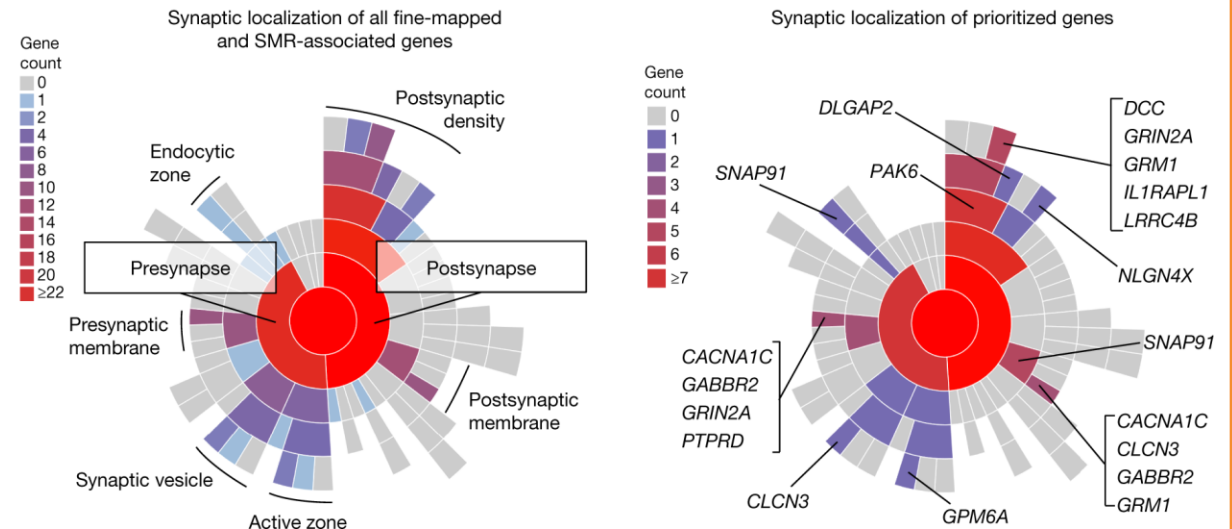 Synaptic localization of all fine-mapped
and SMR-associated genes
Gene
count
0
1
2
4
6
8
10
12
14
16
18
20
≥22
Postsynaptic
density
Endocytic
zone
Presynapse
Postsynapse
Presynaptic
membrane
Postsynaptic
membrane
Synaptic vesicle
Active zone
Synaptic localization of prioritized genes
Gene
count
0
1
2
3
4
5
6
≥7
DLGAP2
SNAP91
PAK6
DCC
GRIN2A
GRM1
IL1RAPL1
LRRC4B
NLGN4X
SNAP91
CACNA1C
GABBR2
GRIN2A
PTPRD
CACNA1C
CLCN3
GABBR2
GRM1
CLCN3
GPM6A